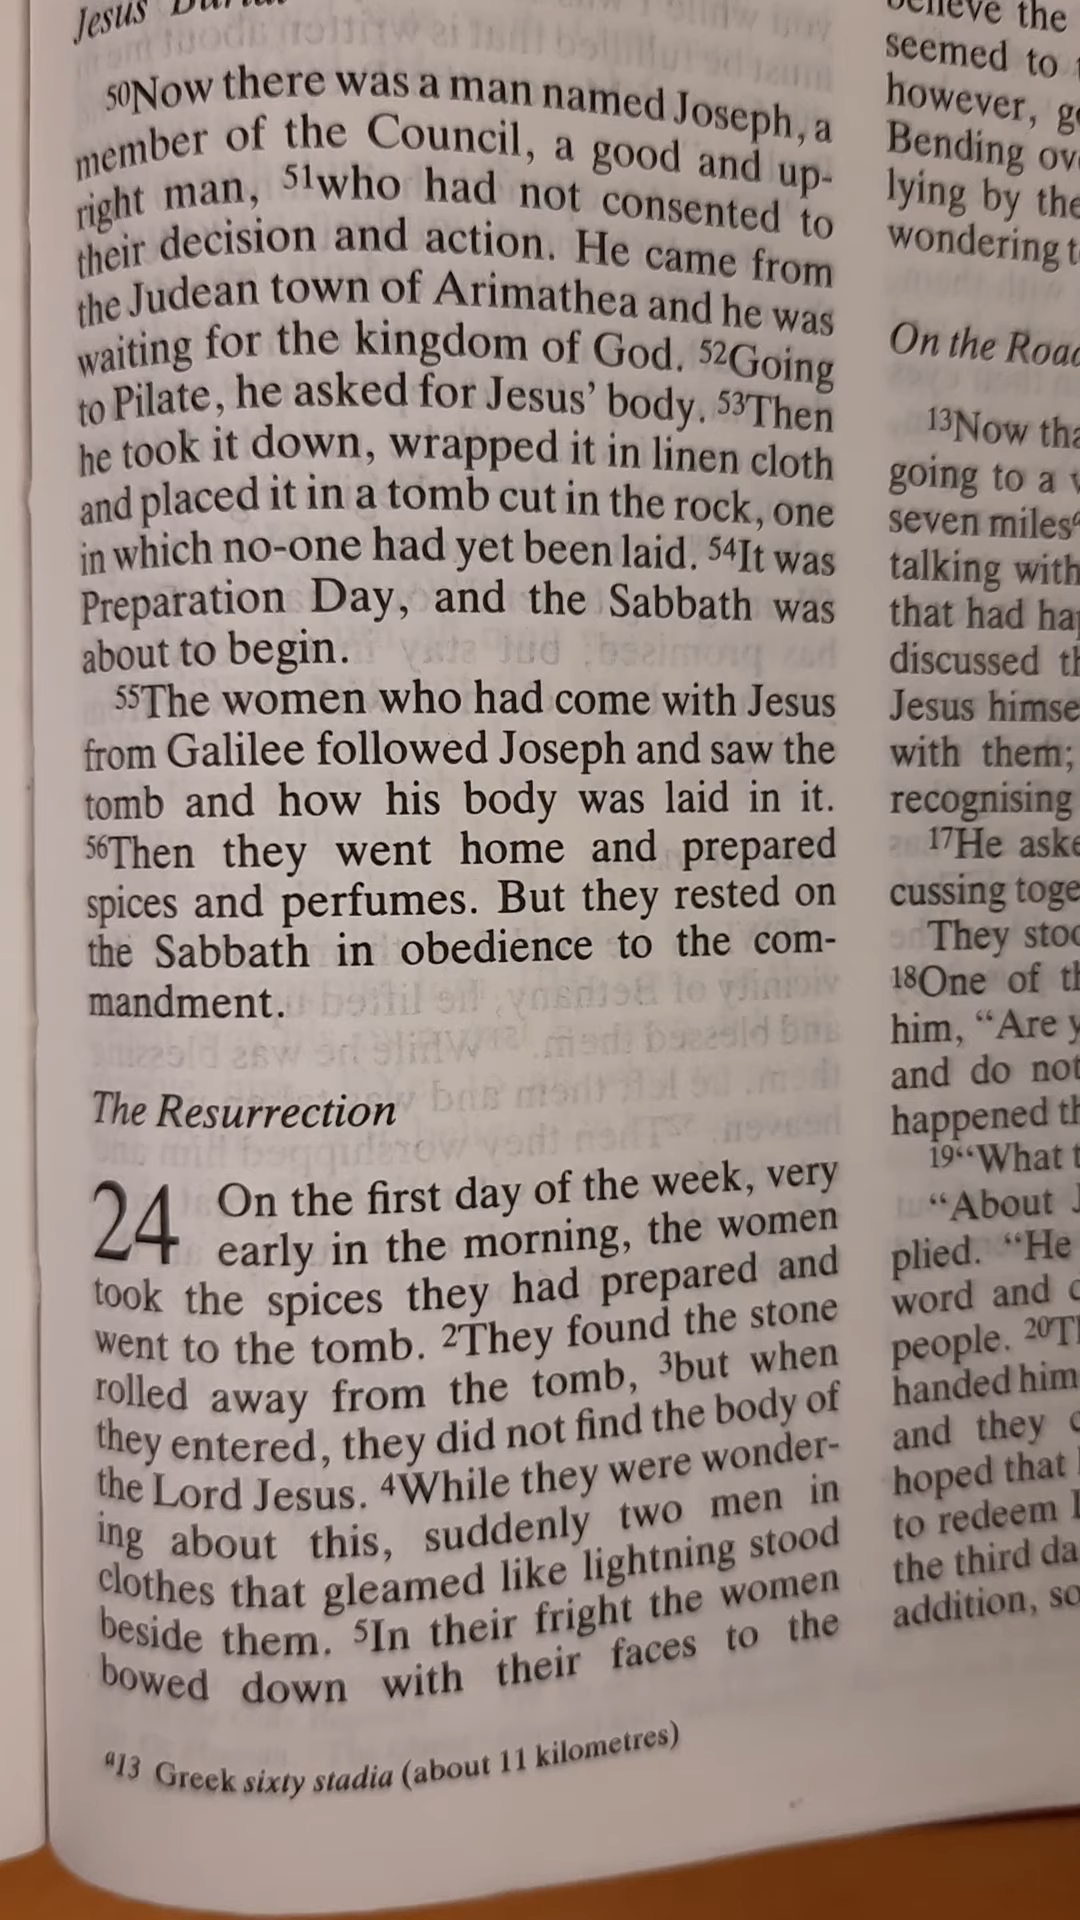 Jesus'
50Now there was a man named Joseph, a
member of the Council, a good and up-
right man, 51who had not consented to
their decision and action. He came from
the Judean town of Arimathea and he was
waiting for the kingdom of God. 52Going
to Pilate, he asked for Jesus’ body. 53Then
he took it down, wrapped it in linen cloth
and placed it in a tomb cut in the rock, one
in which no-one had yet been laid. 54It was
Preparation Day, and the Sabbath was
about to begin.
55The women who had come with Jesus
from Galilee followed Joseph and saw the
tomb and how his body was laid in it.
56Then they went home and prepared
spices and perfumes. But they rested on
the Sabbath in obedience to the com-
mandment.
The Resurrection
24 On the first day of the week, very
early in the morning, the women
took the spices they had prepared and
went to the tomb. 2They found the stone
rolled away from the tomb, 3but when
they entered, they did not find the body of
the Lord Jesus. 4While they were wonder-
ing about this, suddenly two men in
clothes that gleamed like lightning stood
beside them. 5In their fright the women
bowed down with their faces to the
a13 Greek sixty stadia (about 11 kilometres)
the
seemed to
however,
Bending
lying by the
wondering
On the
13Now
going to a
seven miles
talking with
that had
discussed
Jesus
with them;
recognising
17He
cussing
They
18One of
him, “Are
and do not
happened
19“What
“About
plied. “He
word and
people. 20
handed him
and they
hoped that
to redeem
the third
addition,